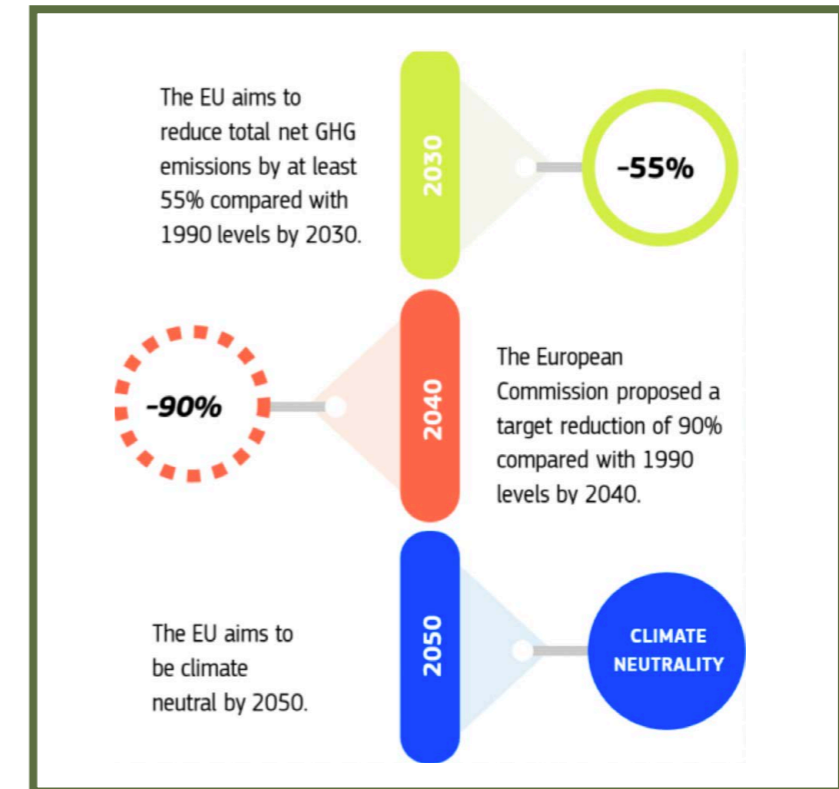 The EU aims to
reduce total net GHG
emissions by at least
55% compared with
1990 levels by 2030.
2030
-55%
-90%
2040
The European
Commission proposed a
target reduction of 90%
compared with 1990
levels by 2040.
The EU aims to
be climate
neutral by 2050.
2050
CLIMATE
NEUTRALITY